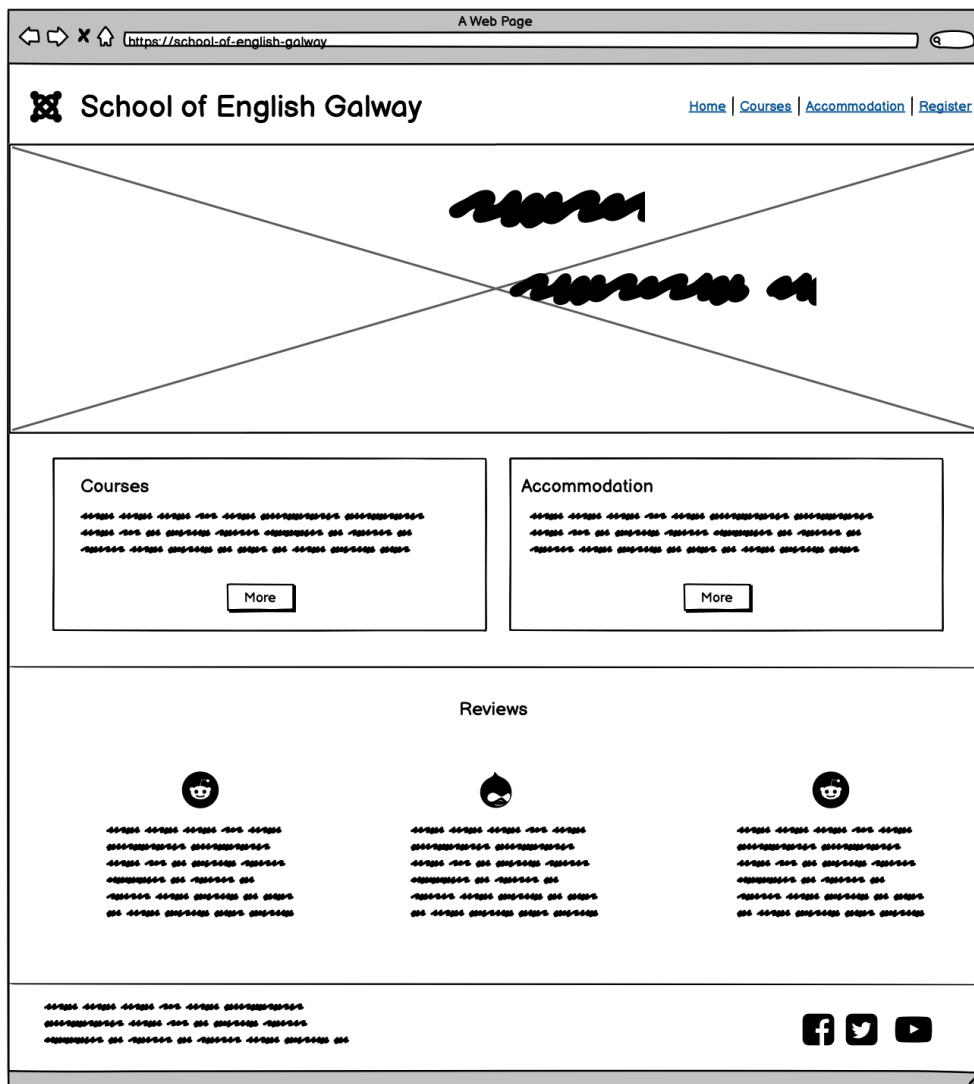 A Web Page
https://school-of-english-galway
School of English Galway
Home | Courses | Accommodation | Register
Courses
Accommodation
More
More
Reviews